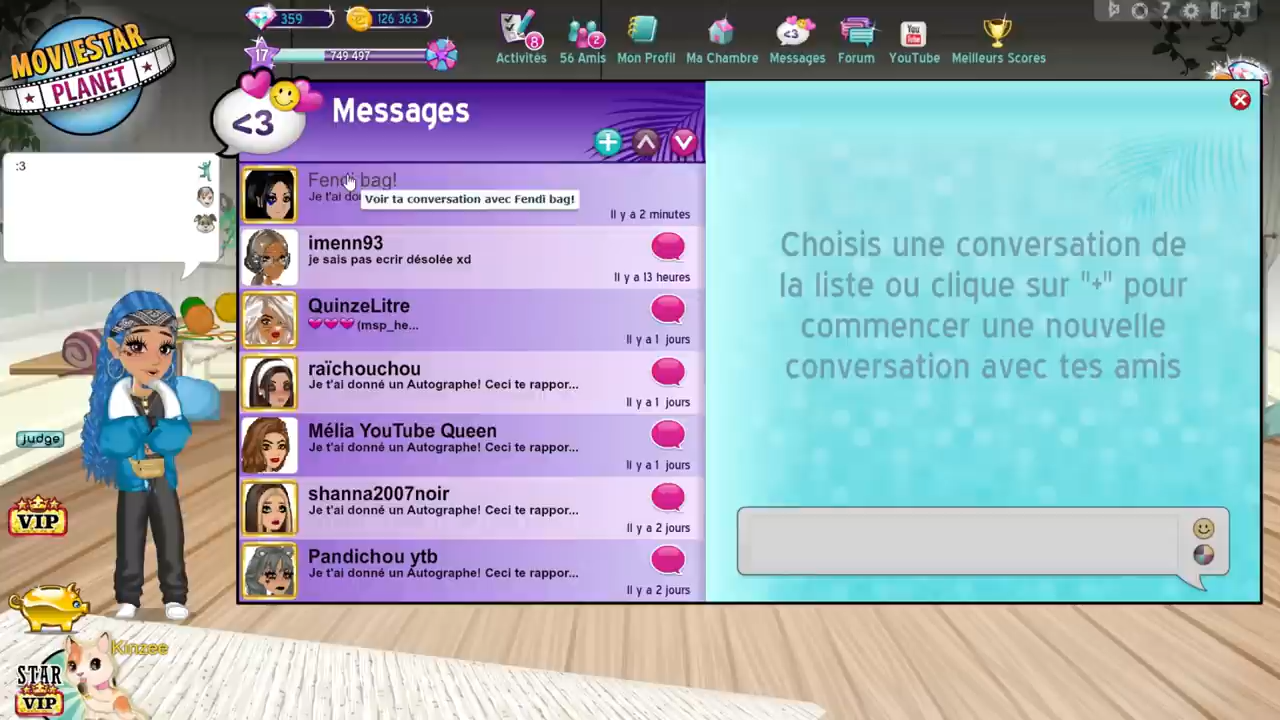 MOVIESTAR
PLANET
359
126 363
17
749 497
8
2
Activités
56 Amis
Mon Profil
Ma Chambre
<3
Messages
Forum
You Tube
YouTube
Meilleurs Scores
<3
Messages
:3
Fendi bag!
Je t'ai do
Voir ta conversation avec Fendi bag!
Il y a 2 minutes
imenn93
je sais pas ecrir désolée xd
Il y a 13 heures
QuinzeLitre
(msp_he...
Il y a 1 jours
raïchouchou
Je t'ai donné un Autographe! Ceci te rappor...
Il y a 1 jours
Mélia YouTube Queen
Je t'ai donné un Autographe! Ceci te rappor...
Il y a 1 jours
shanna2007noir
Je t'ai donné un Autographe! Ceci te rappor...
Il y a 2 jours
Pandichou ytb
Je t'ai donné un Autographe! Ceci te rappor...
Il y a 2 jours
Choisis une conversation de
la liste ou clique sur "+" pour
commencer une nouvelle
conversation avec tes amis
judge
VIP
Kinzee
STAR
VIP